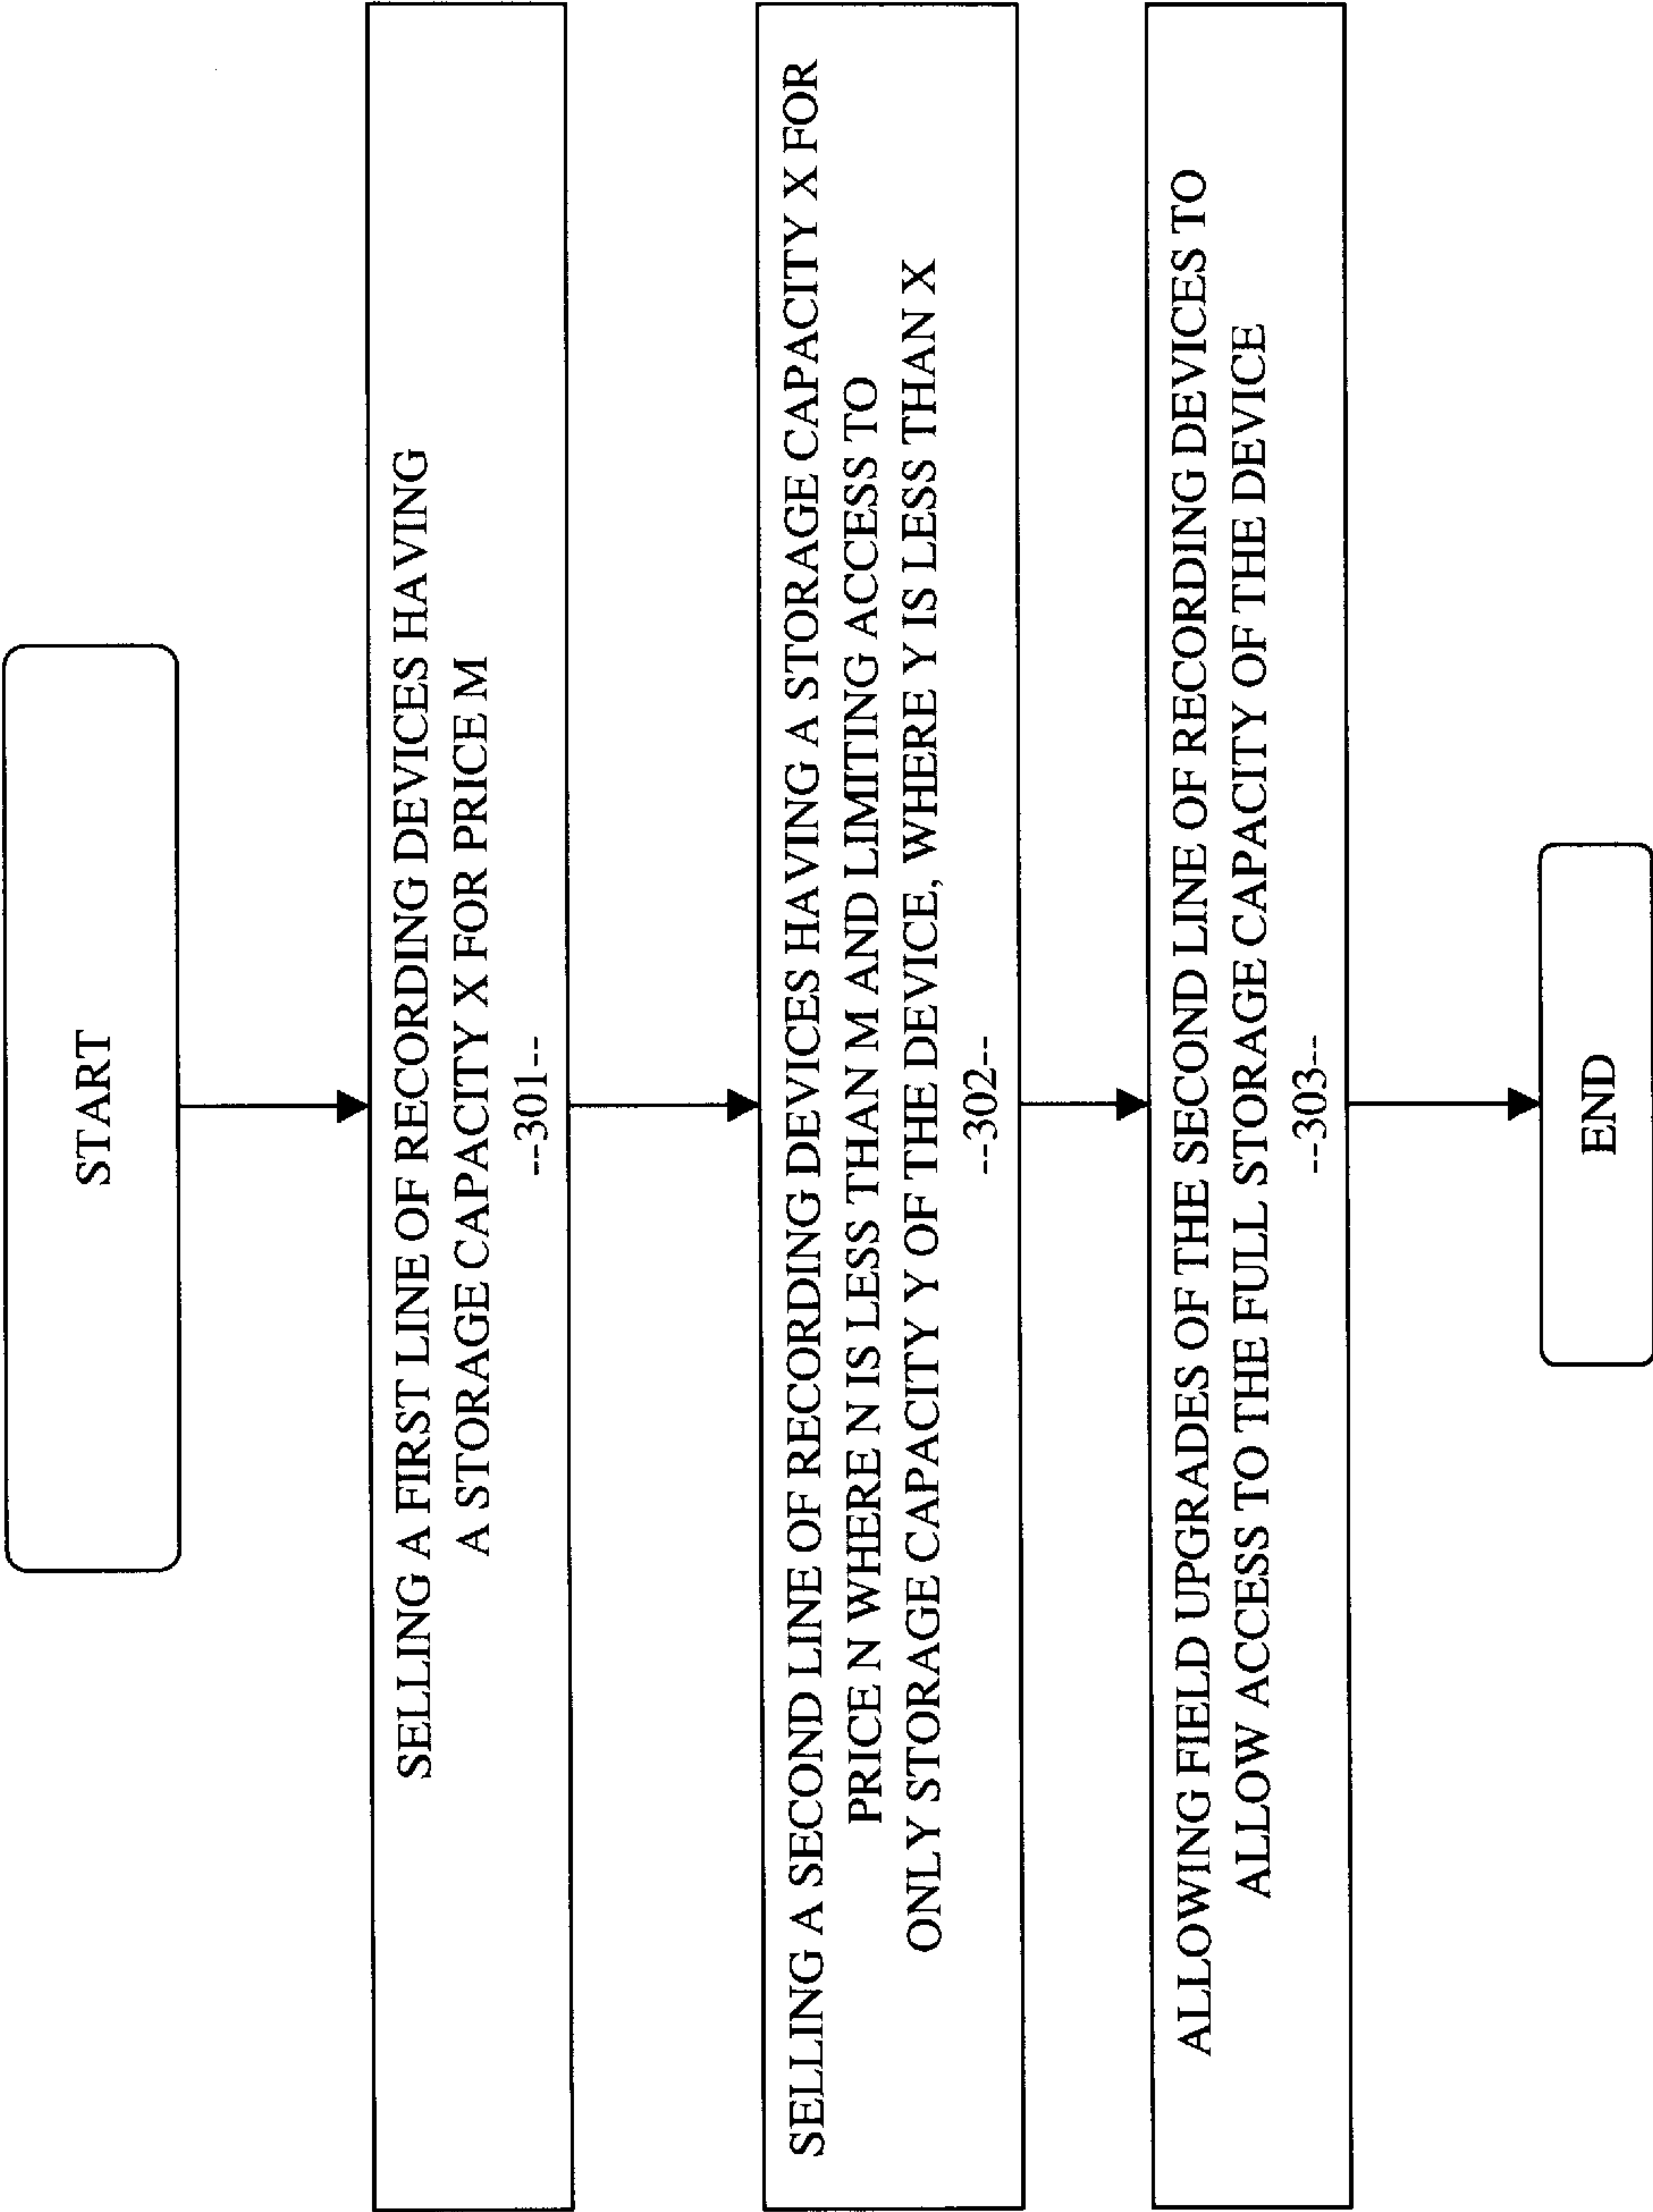 START
SELLING A FIRST LINE OF RECORDING DEVICES HAVING
A STORAGE CAPACITY X FOR PRICE M
--301--
SELLING A SECOND LINE OF RECORDING DEVICES HAVING A STORAGE CAPACITY X FOR
PRICE N WHERE N IS LESS THAN M AND LIMITING ACCESS TO
ONLY STORAGE CAPACITY Y OF THE DEVICE, WHERE Y IS LESS THAN X
--302--
ALLOWING FIELD UPGRADES OF THE SECOND LINE OF RECORDING DEVICES TO
ALLOW ACCESS TO THE FULL STORAGE CAPACITY OF THE DEVICE
--303--
END